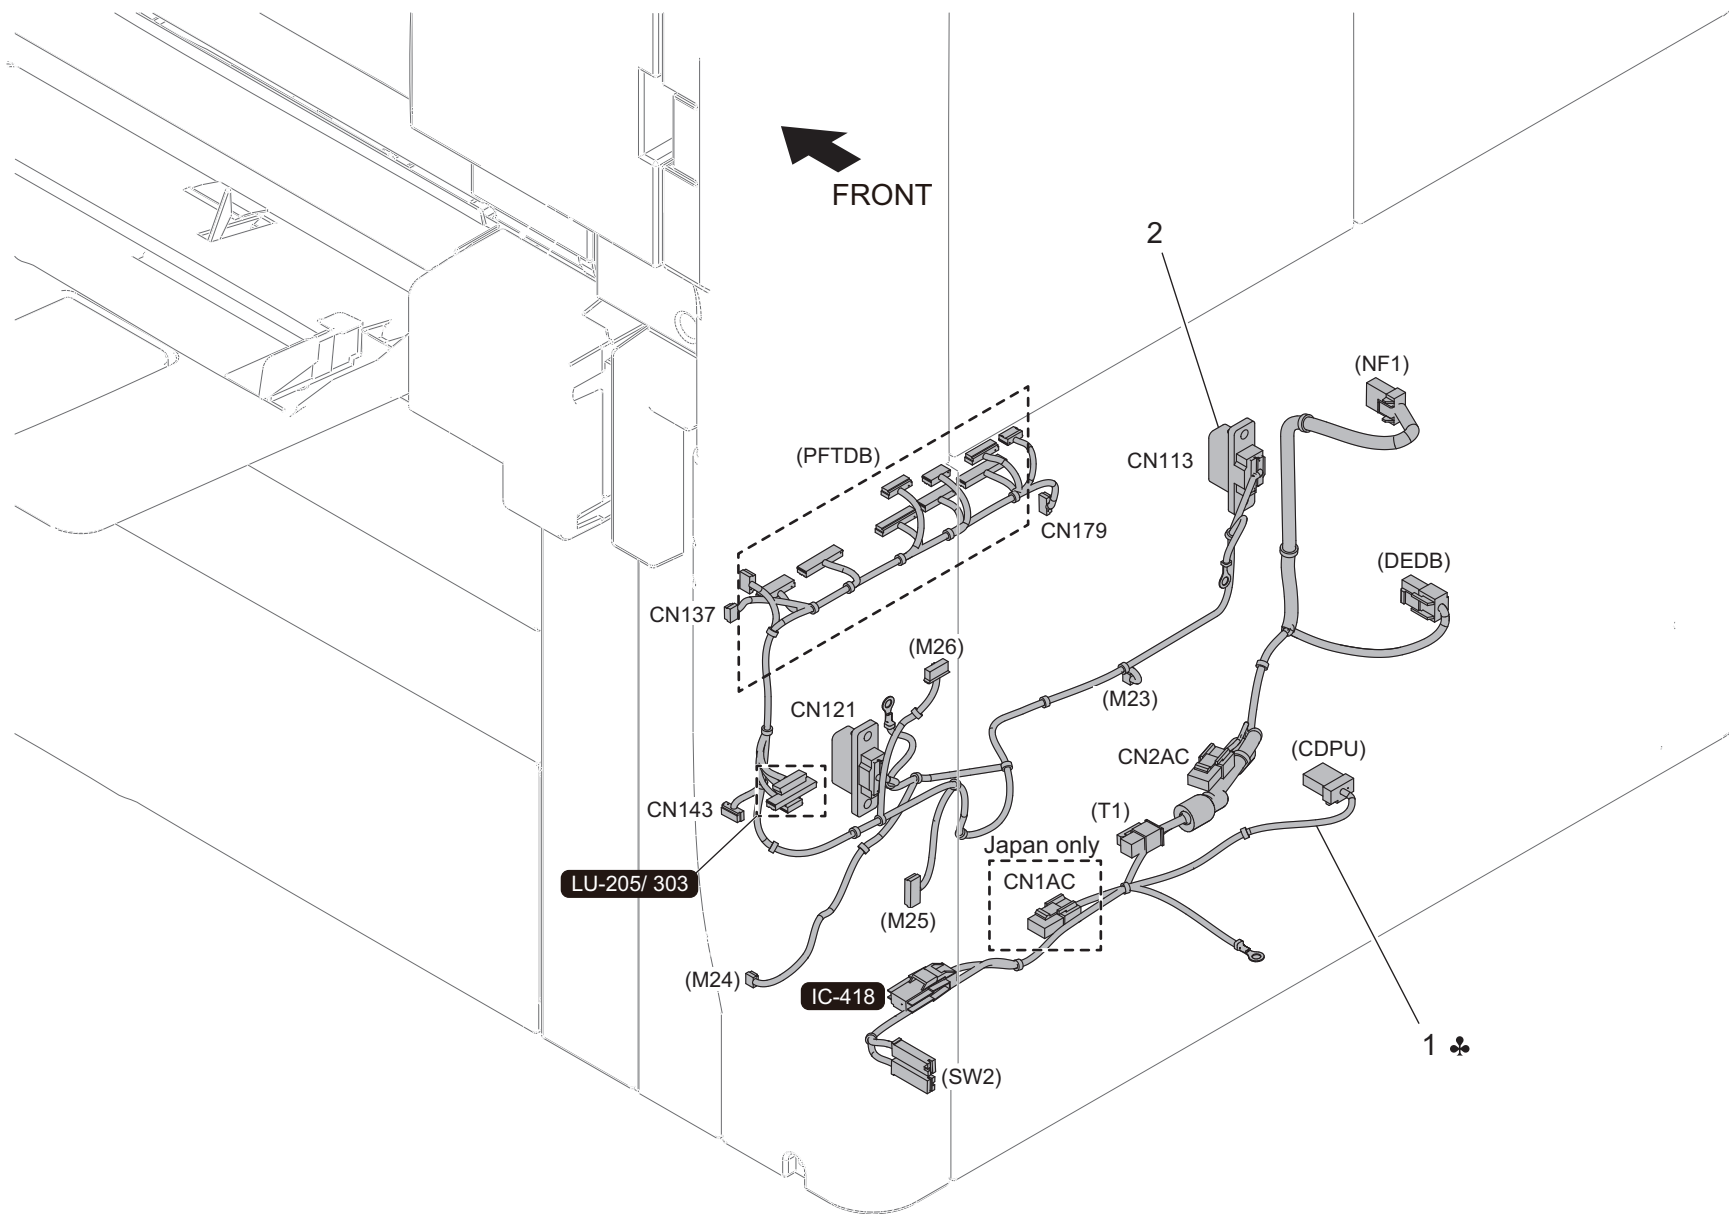 FRONT
2
(NF1)
(PFTDB)
CN113
CN179
(DEDB)
CN137
(M26)
(M23)
CN121
CN2AC
(CDPU)
CN143
(T1)
Japan only
CN1AC
LU-205/ 303
(M25)
(M24)
IC-418
1 ♣
(SW2)